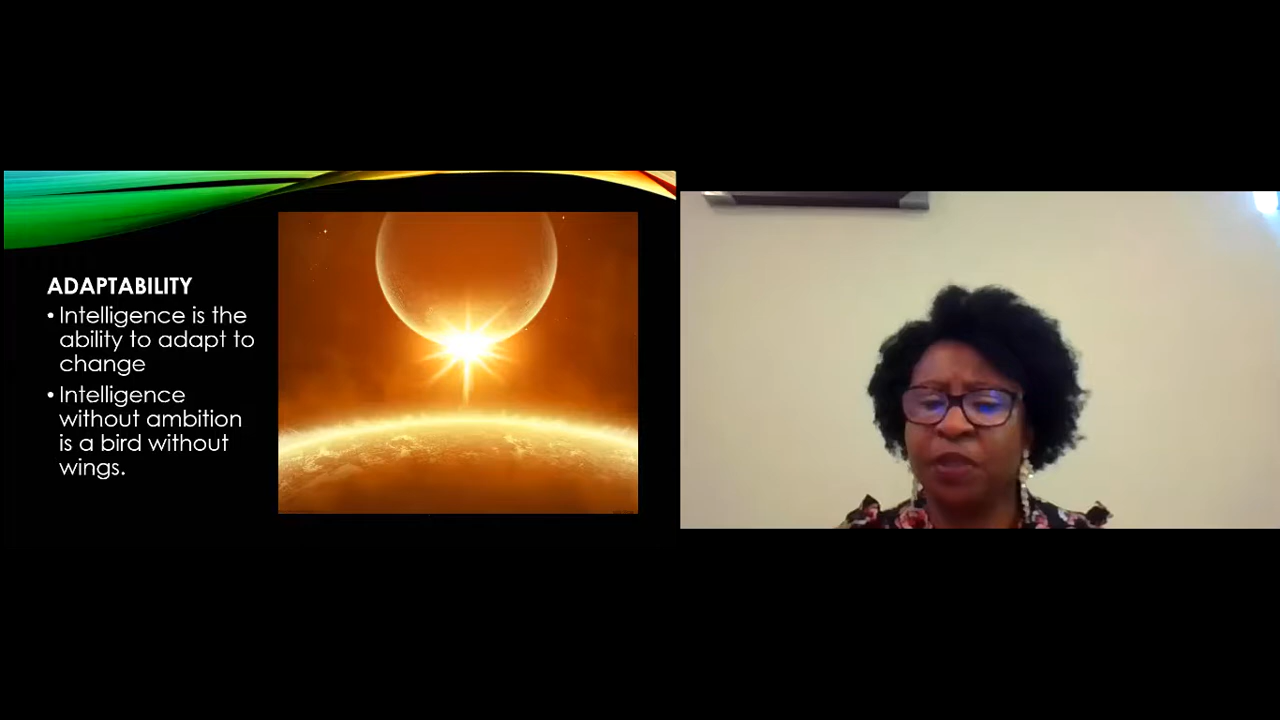 ADAPTABILITY
• Intelligence is the
ability to adapt to
change
• Intelligence
without ambition
is a bird without
wings.